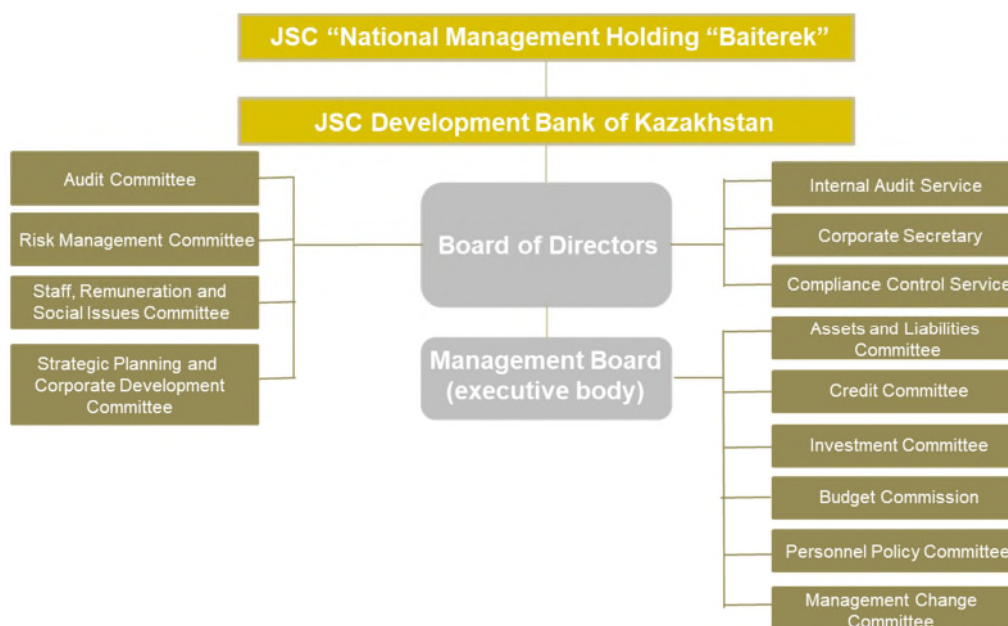 JSC “National Management Holding “Baiterek”
JSC Development Bank of Kazakhstan
Audit Committee
Risk Management Committee
Staff, Remuneration and
Social Issues Committee
Strategic Planning and
Corporate Development
Committee
Board of Directors
Management Board
(executive body)
Internal Audit Service
Corporate Secretary
Compliance Control Service
Assets and Liabilities
Committee
Credit Committee
Investment Committee
Budget Commission
Personnel Policy Committee
Management Change
Committee